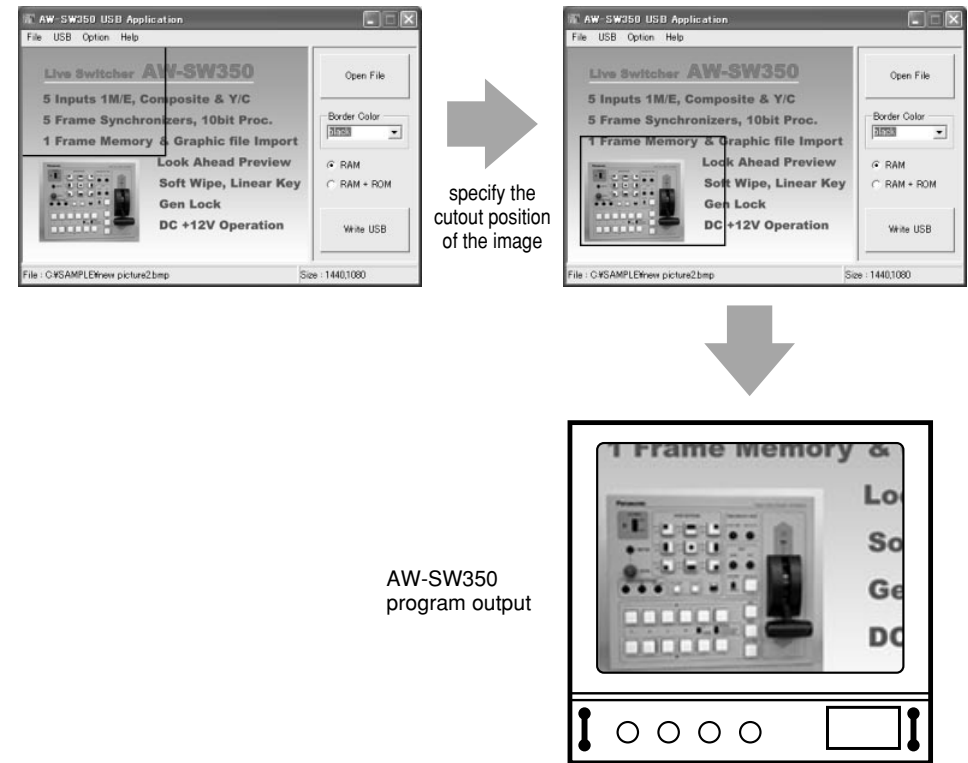 AW-SW350 USB Application
File USB Option Help
Live Switcher AW-SW350
5 Inputs 1M/E, Composite & Y/C
5 Frame Synchronizers, 10bit Proc.
1 Frame Memory & Graphic file Import
Look Ahead Preview
Soft Wipe, Linear Key
Gen Lock
DC +12V Operation
Open File
Border Color
black
RAM
RAM + ROM
Write USB
File : C:¥SAMPLE¥new picture2.bmp
Size : 1440,1080
specify the
cutout position
of the image
AW-SW350 USB Application
File USB Option Help
Live Switcher AW-SW350
5 Inputs 1M/E, Composite & Y/C
5 Frame Synchronizers, 10bit Proc.
1 Frame Memory & Graphic file Import
Look Ahead Preview
Soft Wipe, Linear Key
Gen Lock
DC +12V Operation
Open File
Border Color
black
RAM
RAM + ROM
Write USB
File : C:¥SAMPLE¥new picture2.bmp
Size : 1440,1080
AW-SW350
program output
1 Frame Memory &
Panasonic
Lo
So
Ge
DC